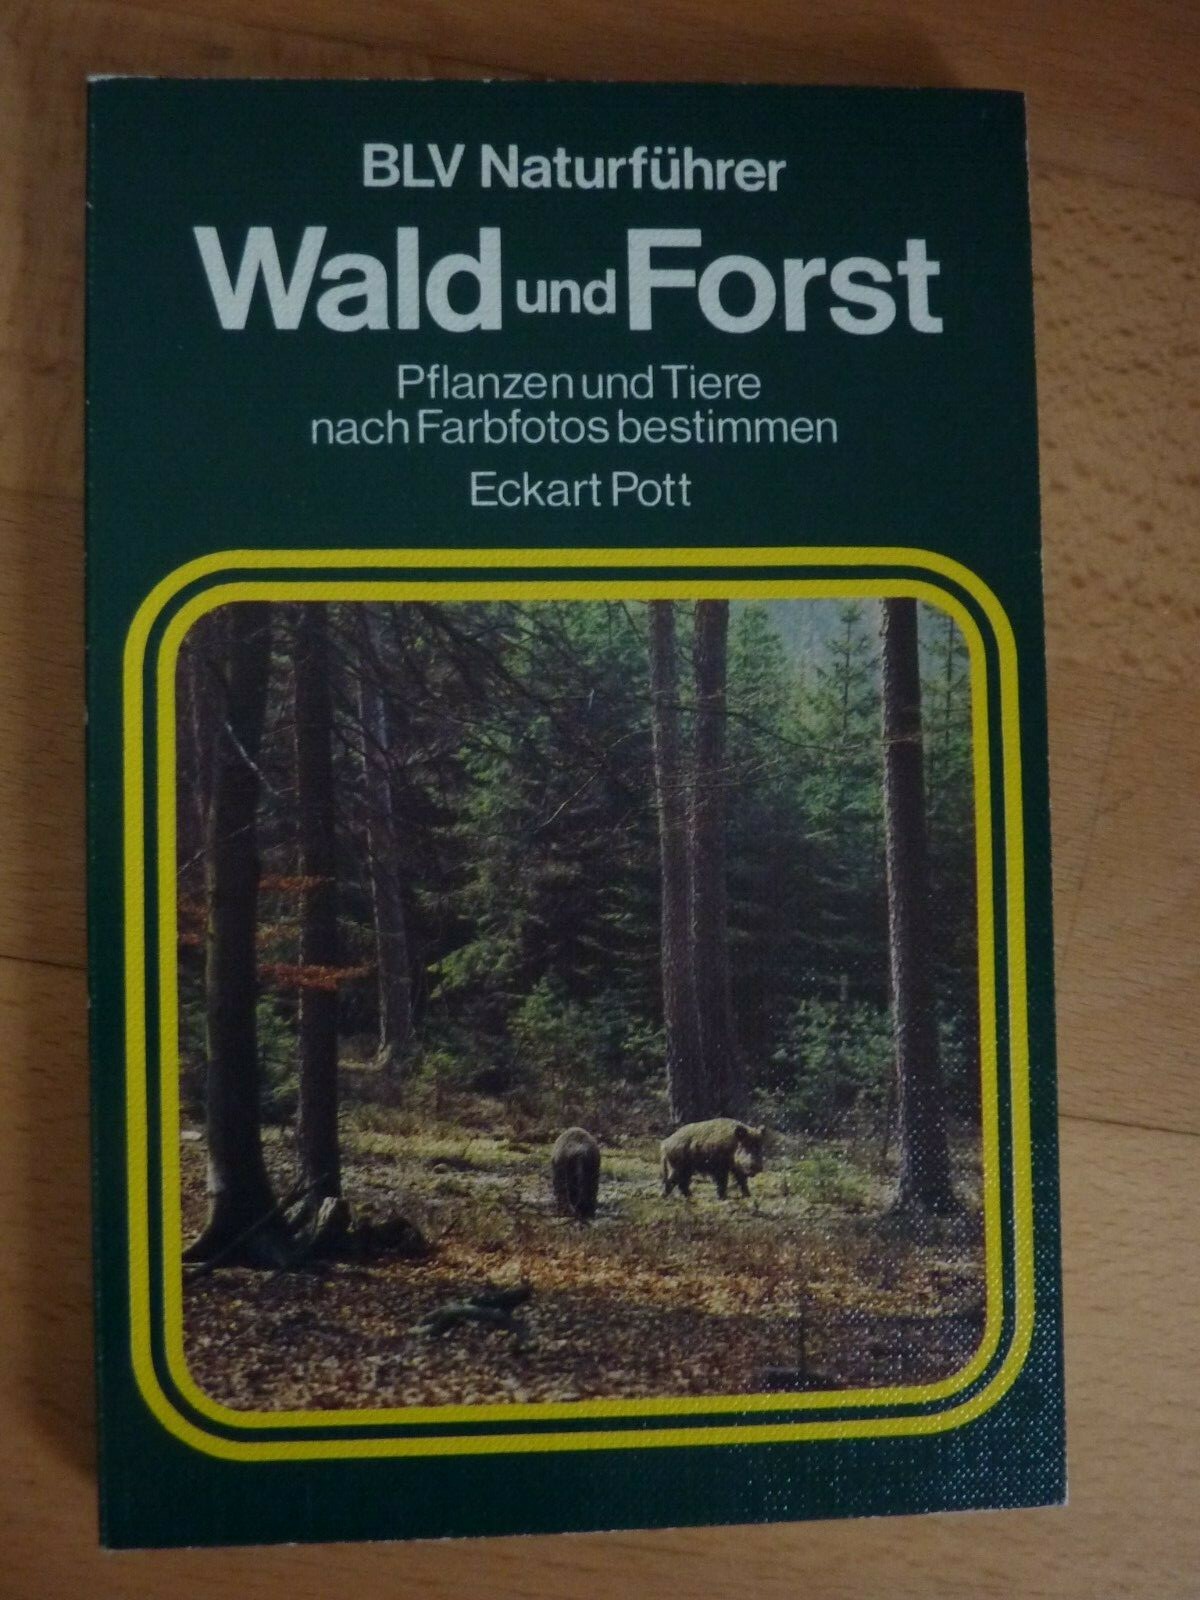 BLV Naturführer
Wald und Forst
Pflanzen und Tiere
nach Farbfotos bestimmen
Eckart Pott